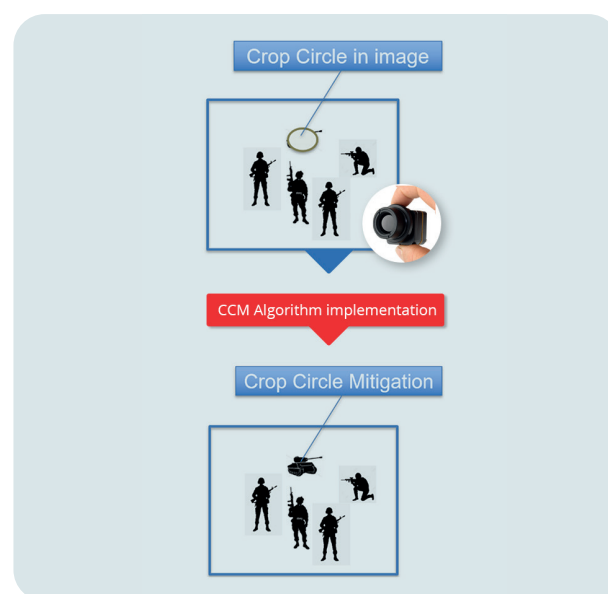 Crop Circle in image
CCM Algorithm implementation
Crop Circle Mitigation